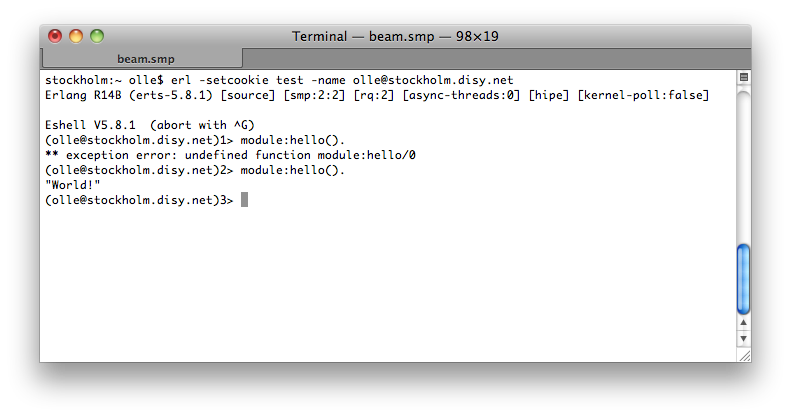 Terminal — beam.smp — 98×19
beam.smp
stockholm:~ olle$ erl -setcookie test -name olle@stockholm.disy.net
Erlang R14B (erts-5.8.1) [source] [smp:2:2] [rq:2] [async-threads:0] [hipe] [kernel-poll:false]
Eshell V5.8.1  (abort with ^G)
(olle@stockholm.disy.net)1> module:hello().
** exception error: undefined function module:hello/0
(olle@stockholm.disy.net)2> module:hello().
"World!"
(olle@stockholm.disy.net)3>